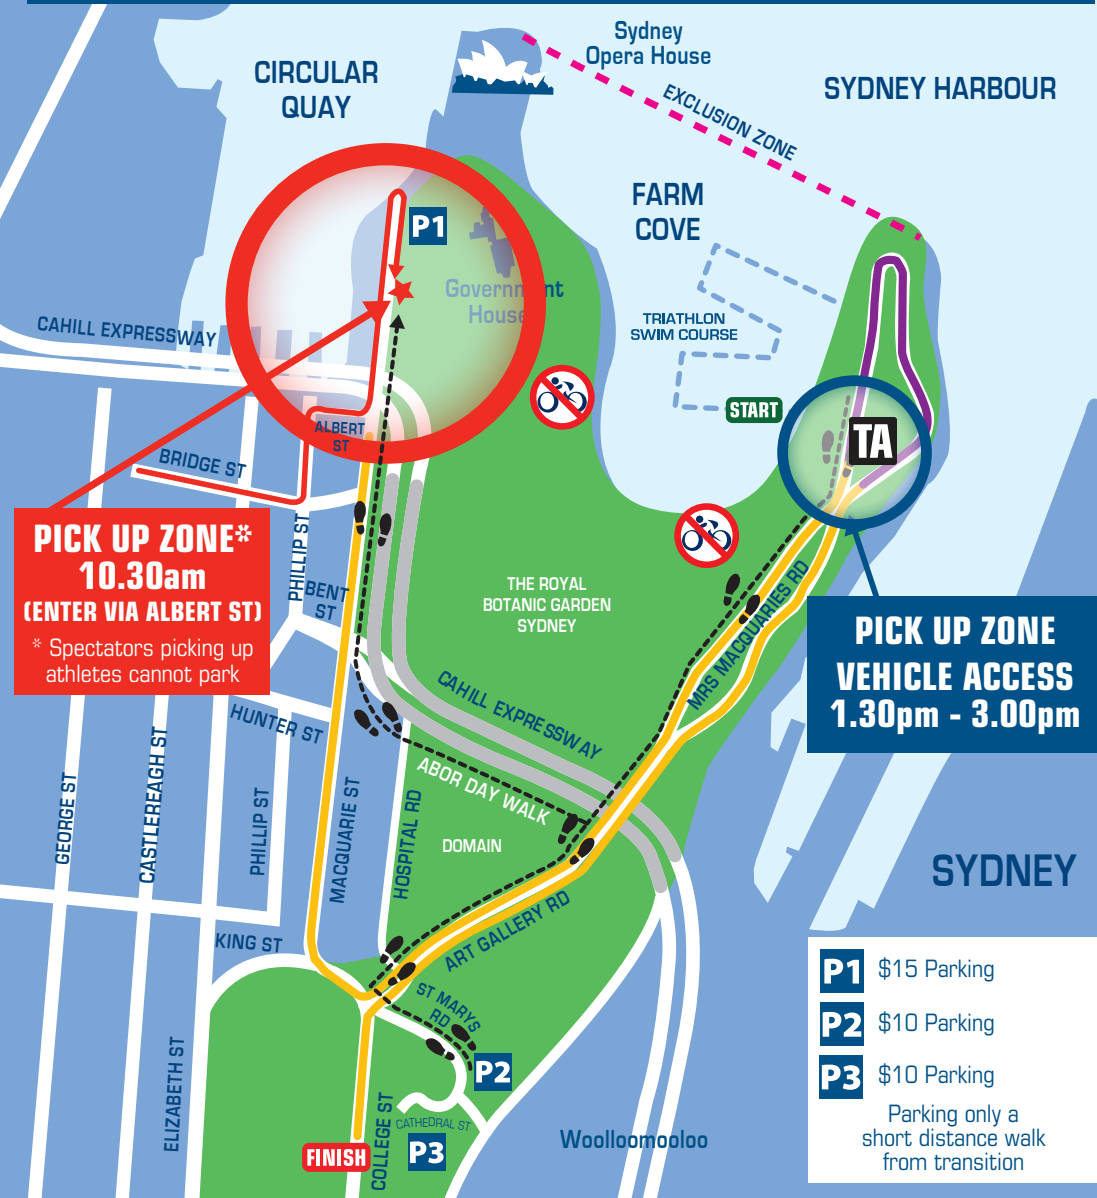 Sydney
Opera House
CIRCULAR
QUAY
SYDNEY HARBOUR
EXCLUSION ZONE
FARM
COVE
P1
Government
House
TRIATHLON
SWIM COURSE
CAHILL EXPRESSWAY
START
ALBERT
ST
TA
BRIDGE ST
PICK UP ZONE*
10.30am
(ENTER VIA ALBERT ST)
* Spectators picking up
athletes cannot park
PHILLIP ST
BENT
ST
THE ROYAL
BOTANIC GARDEN
SYDNEY
MRS MACQUARIES RD
PICK UP ZONE
VEHICLE ACCESS
1.30pm - 3.00pm
CAHILL EXPRESSWAY
HUNTER ST
ABOR DAY WALK
GEORGE ST
CASTLEREAGH ST
PHILLIP ST
MACQUARIE ST
HOSPITAL RD
DOMAIN
SYDNEY
ART GALLERY RD
KING ST
ST MARYS
RD
P1 $15 Parking
P2 $10 Parking
P3 $10 Parking
Parking only a
short distance walk
from transition
ELIZABETH ST
P2
COLLEGE ST
CATHEDRAL ST
P3
FINISH
Woolloomooloo